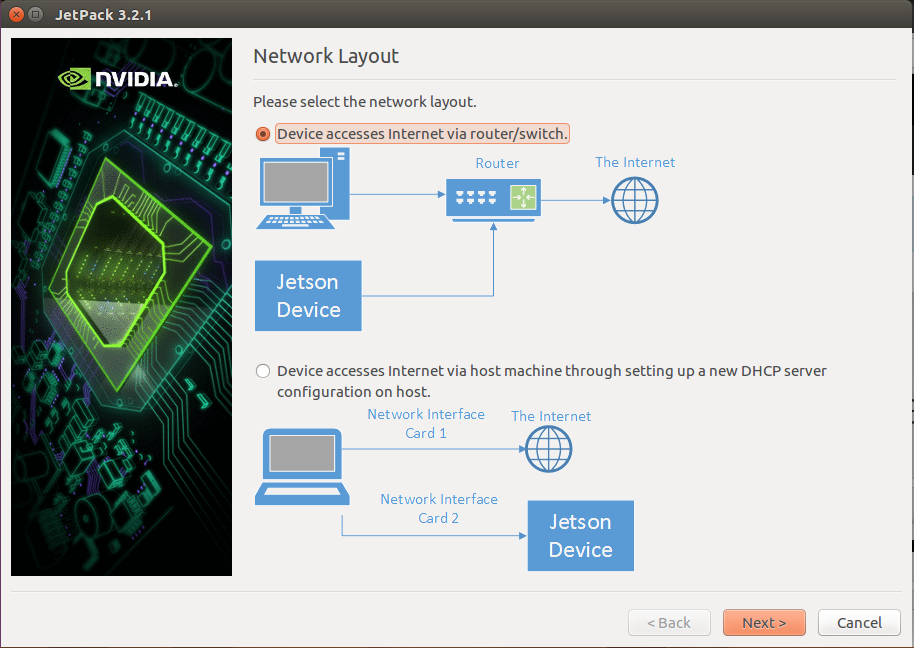 JetPack 3.2.1
NVIDIA.
Network Layout
Please select the network layout.
Device accesses Internet via router/switch.
Router
The Internet
Jetson
Device
Device accesses Internet via host machine through setting up a new DHCP server
configuration on host.
Network Interface
Card 1
The Internet
Network Interface
Card 2
Jetson
Device
< Back
Next >
Cancel